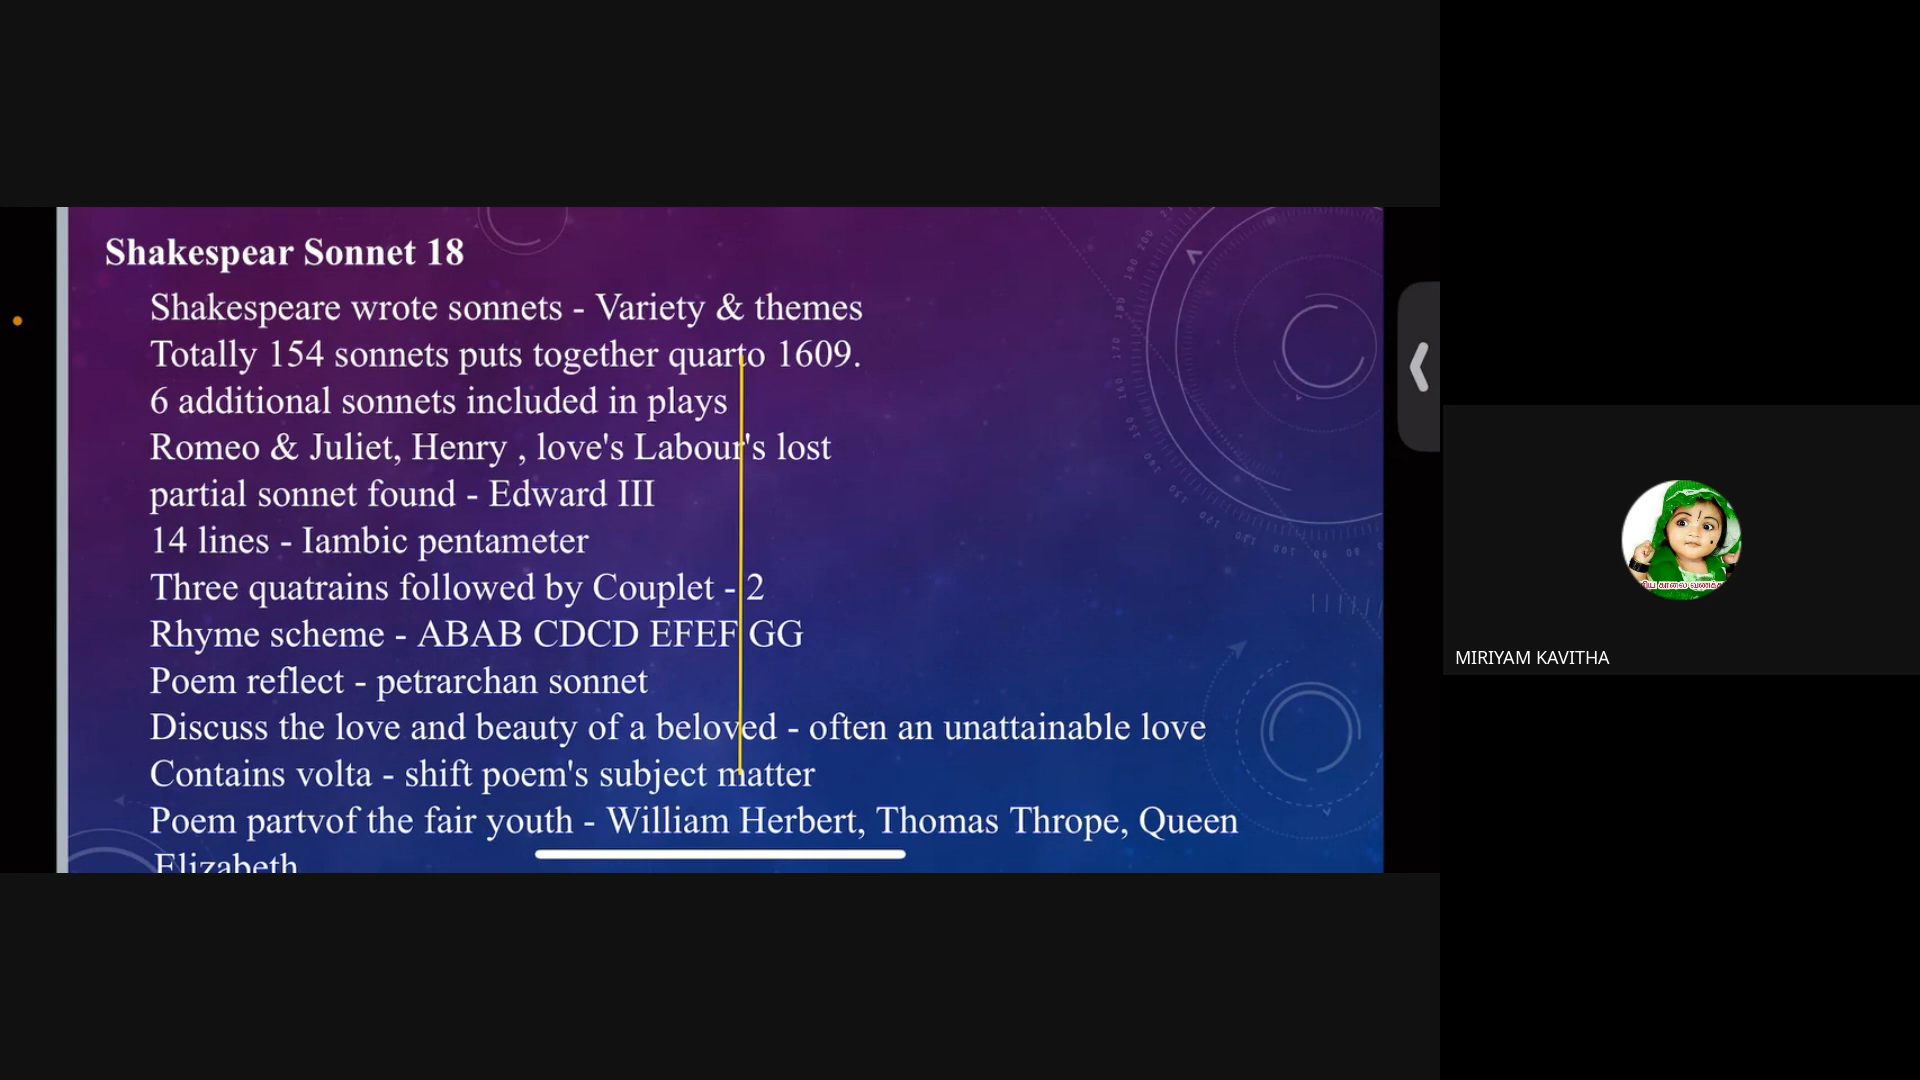 Shakespear Sonnet 18
Shakespeare wrote sonnets - Variety & themes
Totally 154 sonnets puts together quarto 1609.
6 additional sonnets included in plays
Romeo & Juliet, Henry , love's Labour's lost
partial sonnet found - Edward III
14 lines - Iambic pentameter
Three quatrains followed by Couplet - 2
Rhyme scheme - ABAB CDCD EFEF GG
Poem reflect - petrarchan sonnet
Discuss the love and beauty of a beloved - often an unattainable love
Contains volta - shift poem's subject matter
Poem partvof the fair youth - William Herbert, Thomas Thrope, Queen
Elizabeth
காலை
MIRIYAM KAVITHA